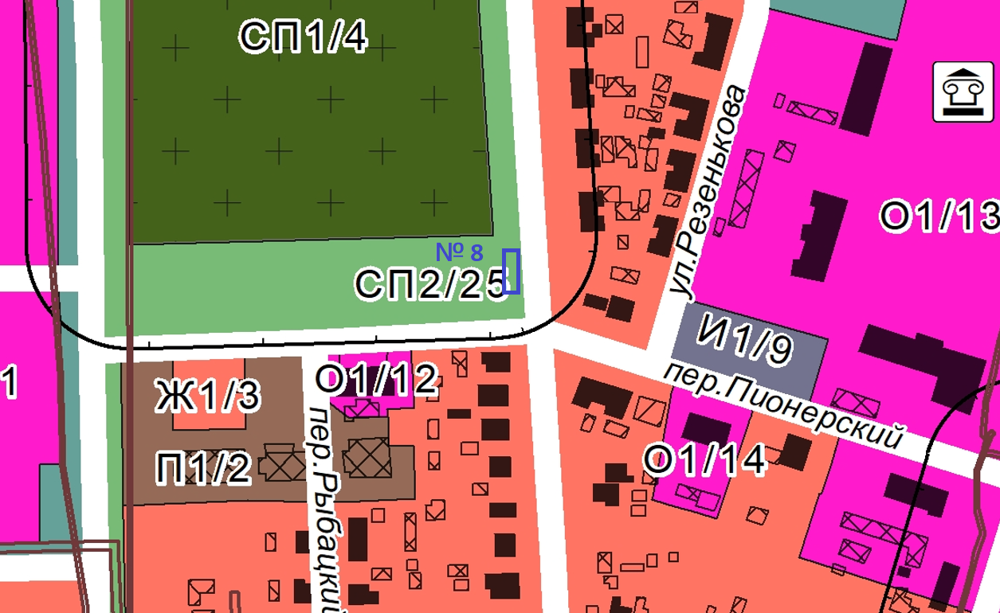 СП1/4
ул.Резенькова
О1/13
№ 8
СП2/25
И1/9
1
Ж1/3
О1/12
пер.Пионерский
П1/2
пер.Рыбацкий
О1/14